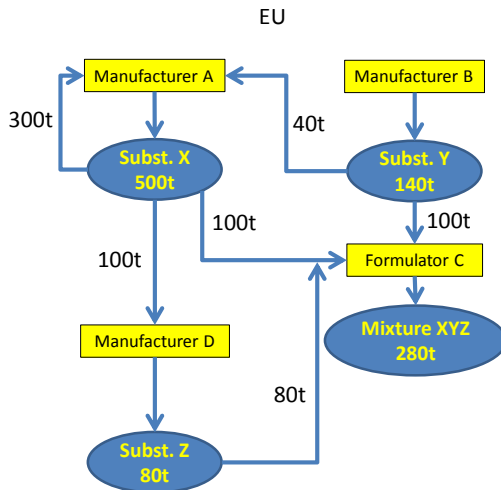 EU
Manufacturer A
Manufacturer B
300t
40t
Subst. X
500t
Subst. Y
140t
100t
100t
100t
Formulator C
Manufacturer D
Mixture XYZ
280t
80t
Subst. Z
80t